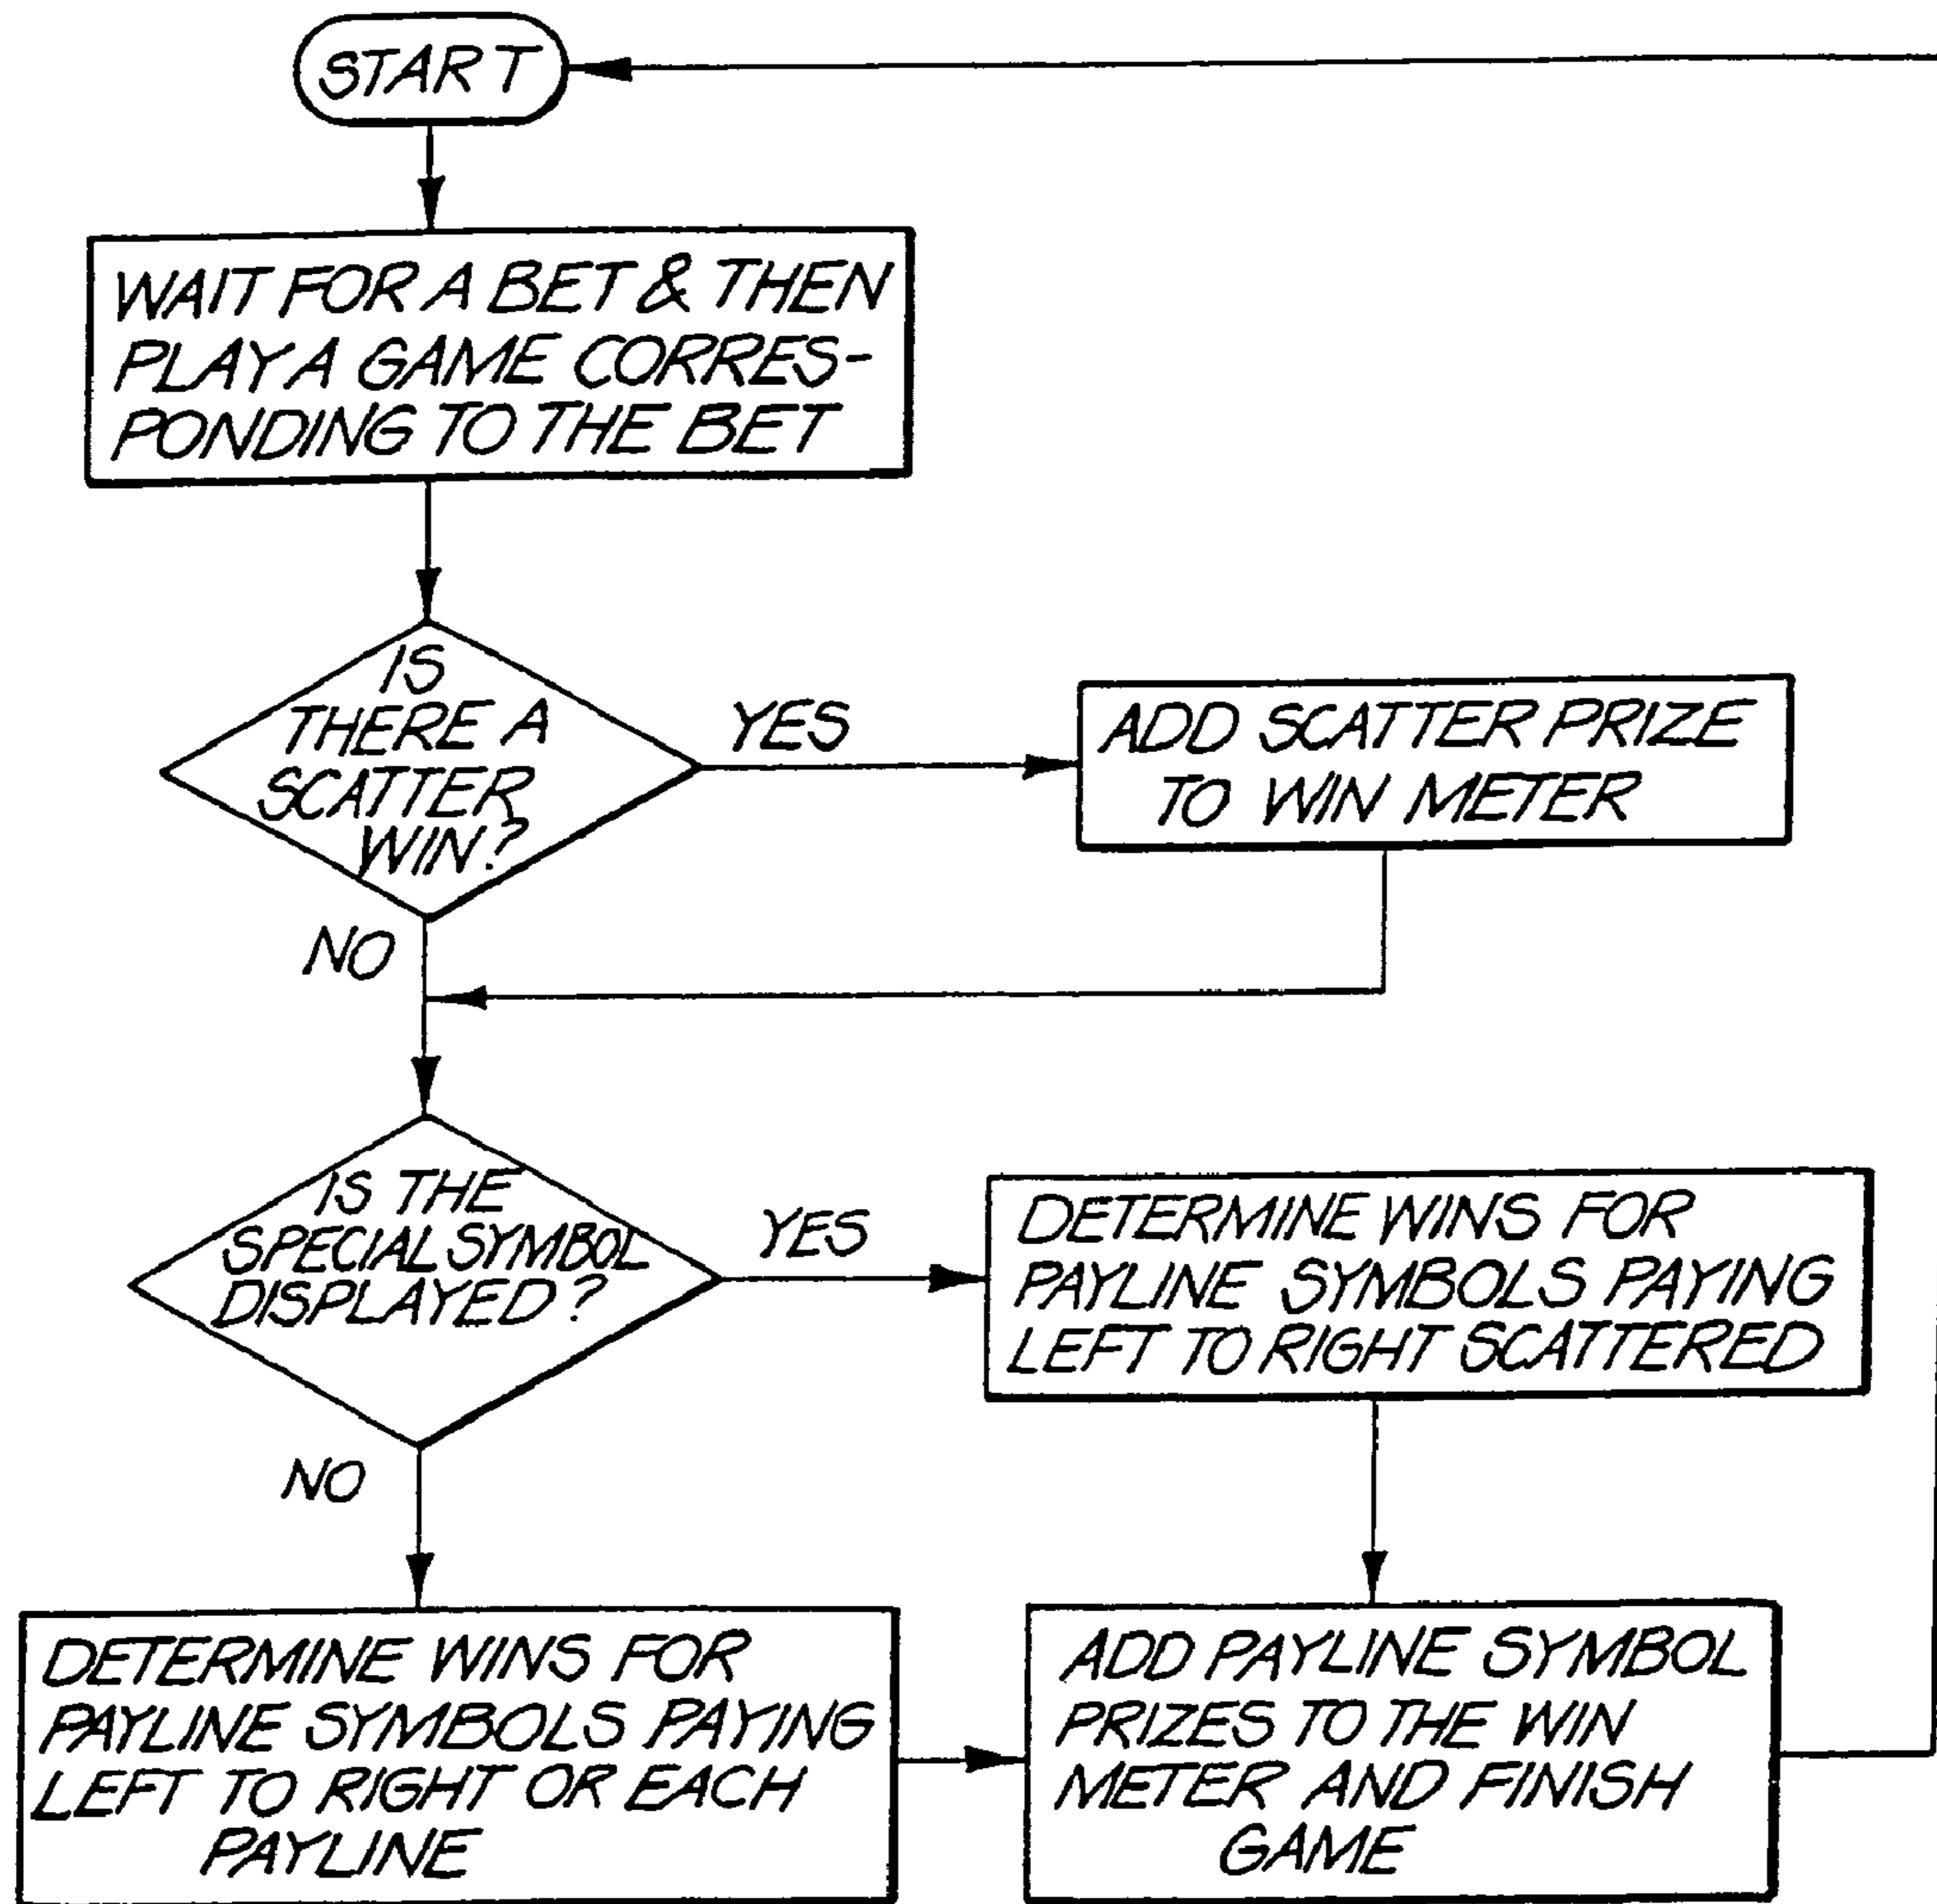 START
WAIT FOR A BET & THEN
PLAY A GAME CORRES-
PONDING TO THE BET
IS
THERE A
SCATTER
WIN?
YES
ADD SCATTER PRIZE
TO WIN METER
NO
IS THE
SPECIAL SYMBOL
DISPLAYED?
YES
DETERMINE WINS FOR
PAYLINE SYMBOLS PAYING
LEFT TO RIGHT SCATTERED
NO
DETERMINE WINS FOR
PAYLINE SYMBOLS PAYING
LEFT TO RIGHT OR EACH
PAYLINE
ADD PAYLINE SYMBOL
PRIZES TO THE WIN
METER AND FINISH
GAME